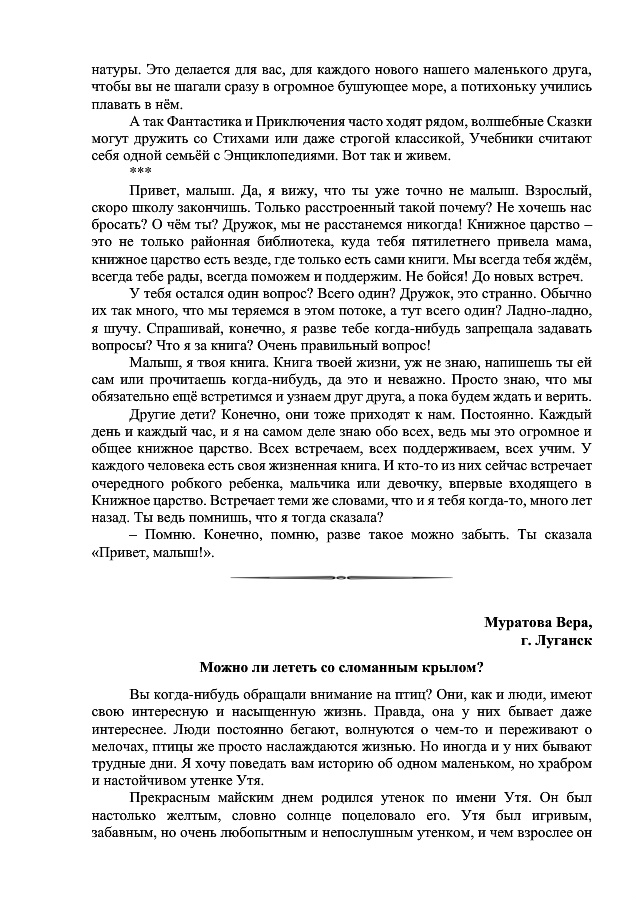 натуры. Это делается для вас, для каждого нового нашего маленького друга,
чтобы вы не шагали сразу в огромное бушующее море, а потихоньку учились
плавать в нём.
А так Фантастика и Приключения часто ходят рядом, волшебные Сказки
могут дружить со Стихами или даже строгой классикой, Учебники считают
себя одной семьёй с Энциклопедиями. Вот так и живем.
***
Привет, малыш. Да, я вижу, что ты уже точно не малыш. Взрослый,
скоро школу закончишь. Только расстроенный такой почему? Не хочешь нас
бросать? О чём ты? Дружок, мы не расстанемся никогда! Книжное царство –
это не только районная библиотека, куда тебя пятилетнего привела мама,
книжное царство есть везде, где только есть сами книги. Мы всегда тебя ждём,
всегда тебе рады, всегда поможем и поддержим. Не бойся! До новых встреч.
У тебя остался один вопрос? Всего один? Дружок, это странно. Обычно
их так много, что мы теряемся в этом потоке, а тут всего один? Ладно-ладно,
я шучу. Спрашивай, конечно, я разве тебе когда-нибудь запрещала задавать
вопросы? Что я за книга? Очень правильный вопрос!
Малыш, я твоя книга. Книга твоей жизни, уж не знаю, напишешь ты ей
сам или прочитаешь когда-нибудь, да это и неважно. Просто знаю, что мы
обязательно ещё встретимся и узнаем друг друга, а пока будем ждать и верить.
Другие дети? Конечно, они тоже приходят к нам. Постоянно. Каждый
день и каждый час, и я на самом деле знаю обо всех, ведь мы это огромное и
общее книжное царство. Всех встречаем, всех поддерживаем, всех учим. У
каждого человека есть своя жизненная книга. И кто-то из них сейчас встречает
очередного робкого ребенка, мальчика или девочку, впервые входящего в
Книжное царство. Встречает теми же словами, что и я тебя когда-то, много лет
назад. Ты ведь помнишь, что я тогда сказала?
– Помню. Конечно, помню, разве такое можно забыть. Ты сказала
«Привет, малыш!».
Муратова Вера,
г. Луганск
Можно ли лететь со сломанным крылом?
Вы когда-нибудь обращали внимание на птиц? Они, как и люди, имеют
свою интересную и насыщенную жизнь. Правда, она у них бывает даже
интереснее. Люди постоянно бегают, волнуются о чем-то и переживают о
мелочах, птицы же просто наслаждаются жизнью. Но иногда и у них бывают
трудные дни. Я хочу поведать вам историю об одном маленьком, но храбром
и настойчивом утенке Утя.
Прекрасным майским днем родился утенок по имени Утя. Он был
настолько желтым, словно солнце поцеловало его. Утя был игривым,
забавным, но очень любопытным и непослушным утенком, и чем взрослее он